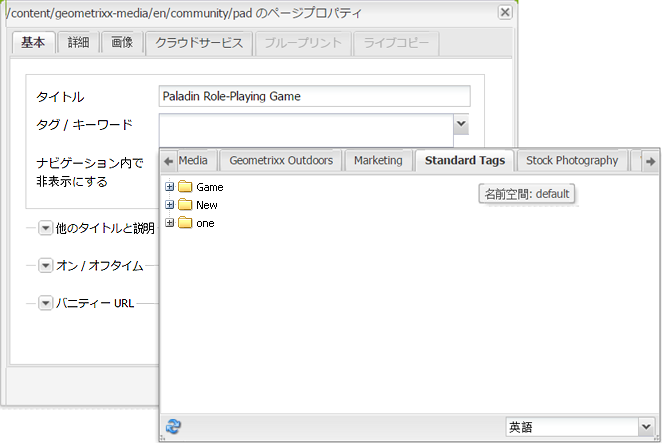 /content/geometrixx-media/en/community/pad のページプロパティ
基本 詳細 画像 クラウドサービス ブループリント ライブコピー
タイトル Paladin Role-Playing Game
タグ / キーワード
ナビゲーション内で
非表示にする
Media Geometrixx Outdoors Marketing Standard Tags Stock Photography
名前空間: default
Game
New
one
他のタイトルと説明
オン / オフタイム
バニティー URL
英語